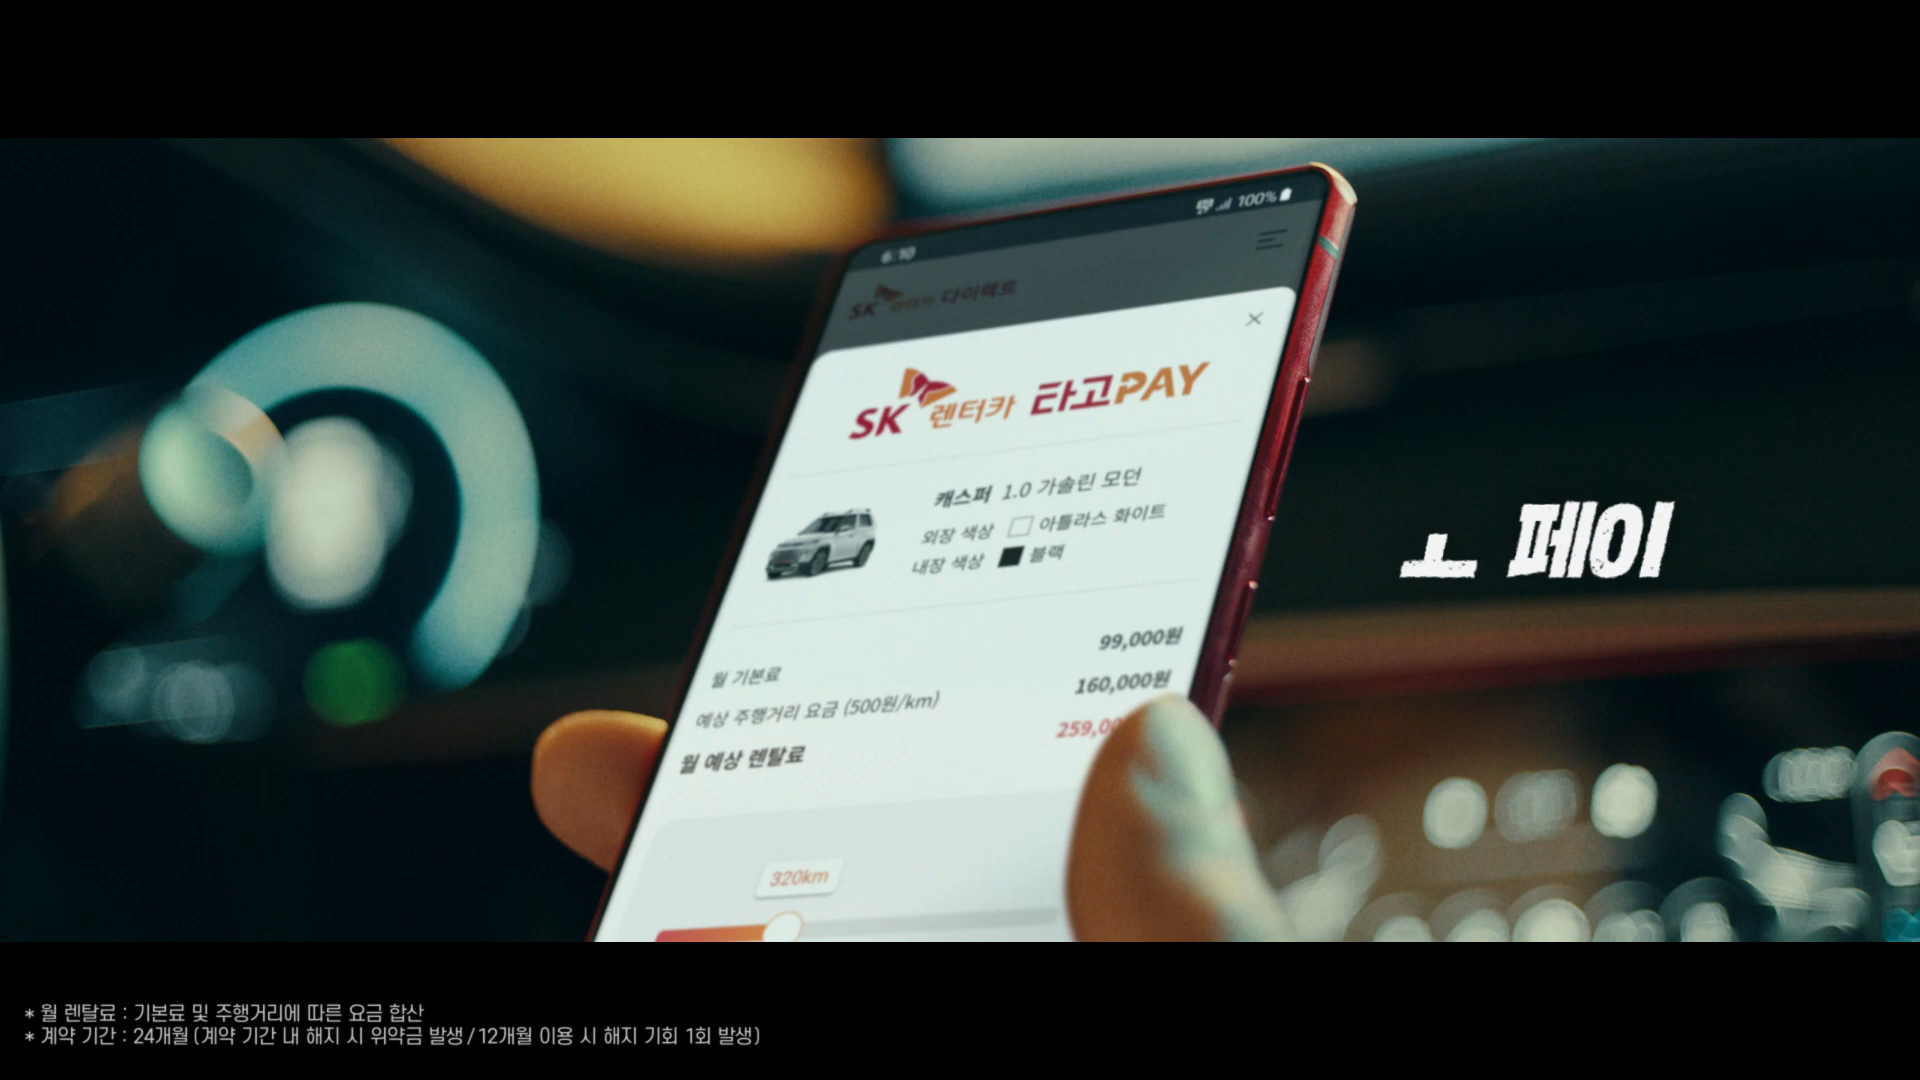 6:10
100%
SK 렌터카 다이렉트
SK 렌터카 타고PAY
캐스퍼 1.0 가솔린 모던
외장 색상 아틀라스 화이트
내장 색상 블랙
월 기본료 99,000원
예상 주행거리 요금 (500원/km) 160,000원
월 예상 렌탈료 259,00
320km
노 페이
* 월 렌탈료 : 기본료 및 주행거리에 따른 요금 합산
* 계약 기간 : 24개월 (계약 기간 내 해지 시 위약금 발생 / 12개월 이용 시 해지 기회 1회 발생)